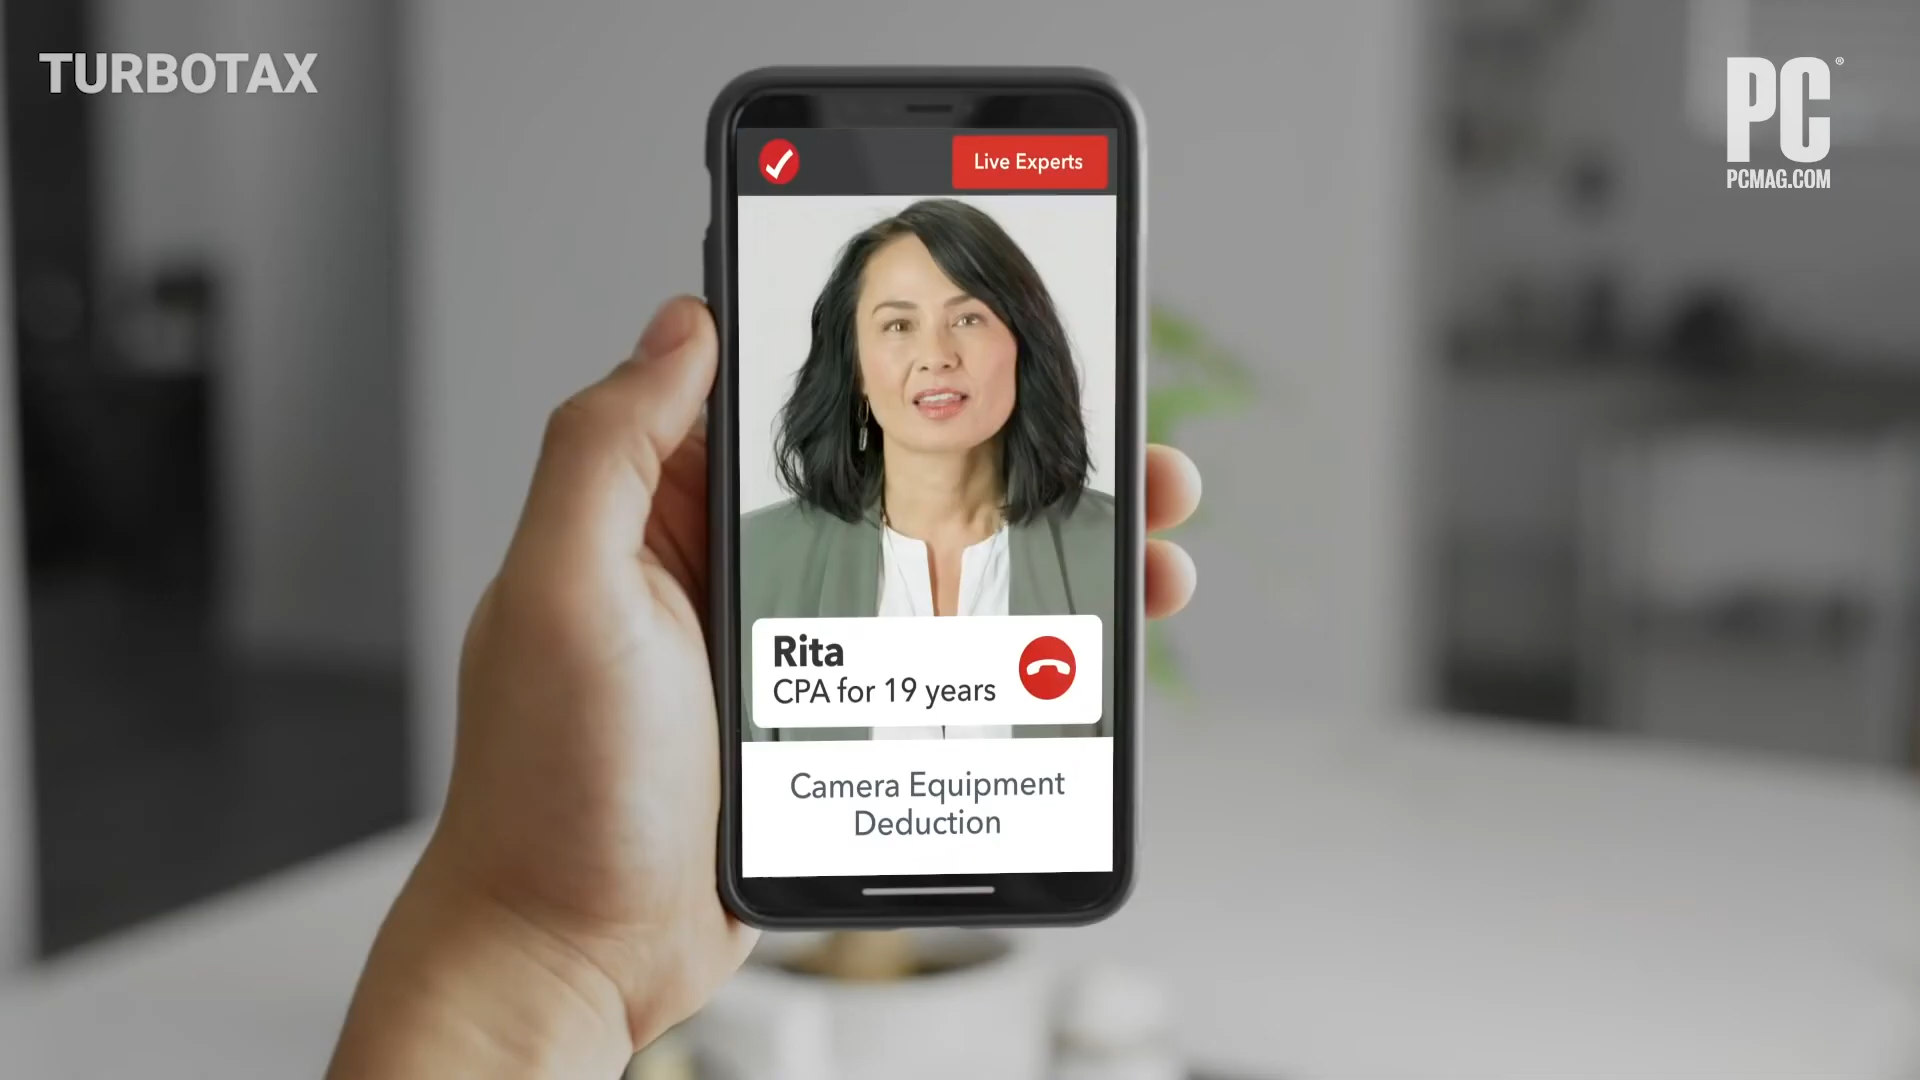 TURBOTAX
PC®
PCMAG.COM
Live Experts
Rita
CPA for 19 years
Camera Equipment
Deduction